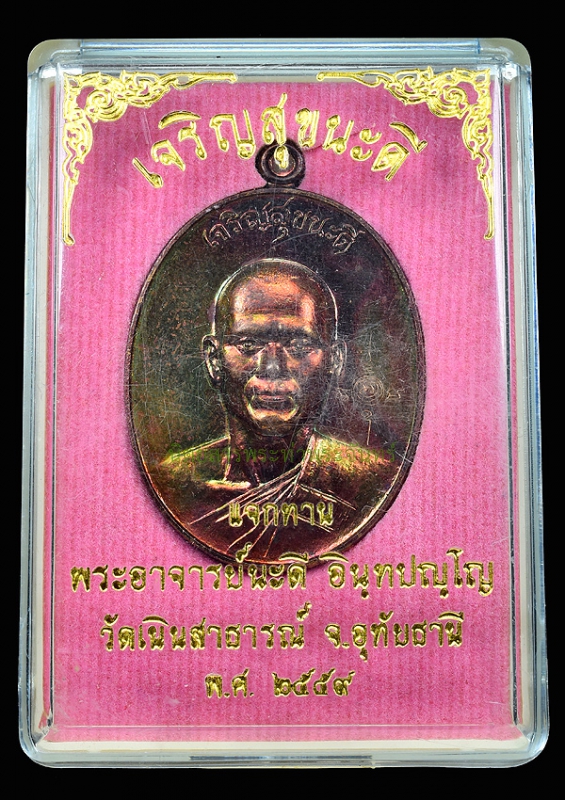 เจริญสุขนะดี
เจริญสุขนะดี
แจกทาน
พระอาจารย์นะดี อินฺทปญฺโญ
วัดเนินสาธารณ์ จ.อุทัยธานี
พ.ศ. ๒๕๕๙